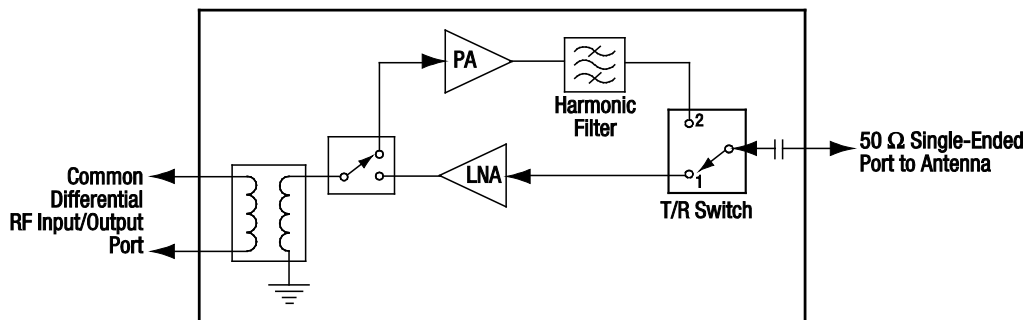 PA
Harmonic
Filter
2
50 Ω Single-Ended
Port to Antenna
Common
Differential
RF Input/Output
Port
LNA
1
T/R Switch